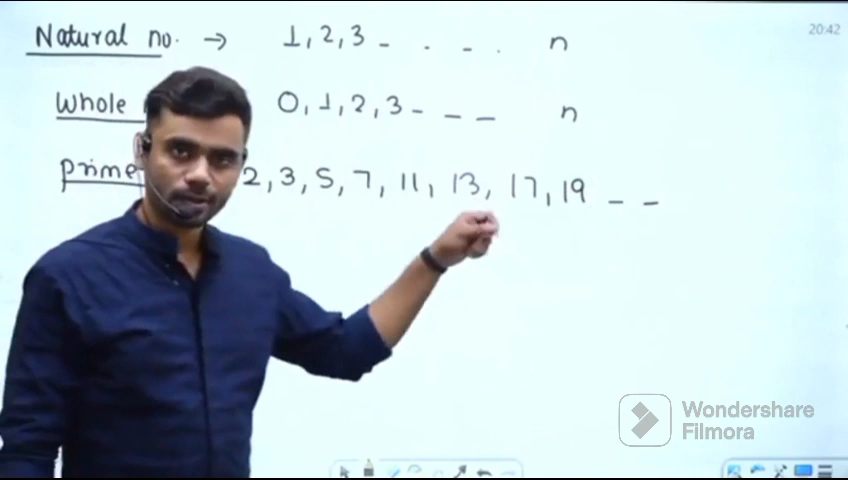 Natural no. → 1, 2, 3 - . - . n
20:42
Whole 0, 1, 2, 3 - - - n
prime 2, 3, 5, 7, 11, 13, 17, 19 - -
Wondershare
Filmora